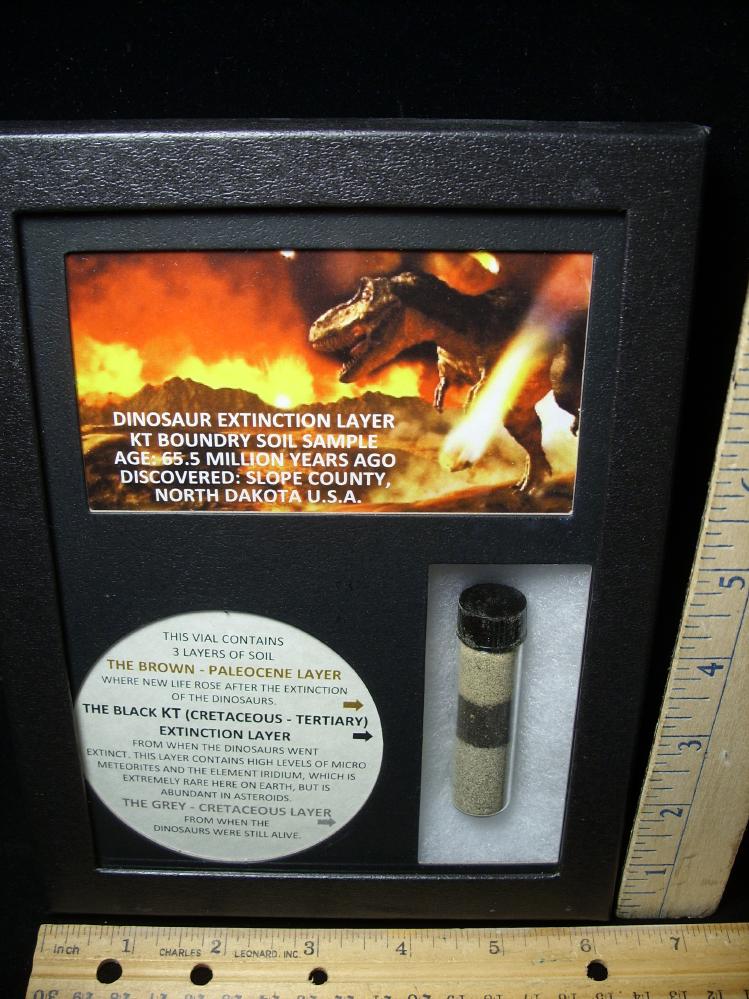 DINOSAUR EXTINCTION LAYER
KT BOUNDRY SOIL SAMPLE
AGE: 65.5 MILLION YEARS AGO
DISCOVERED: SLOPE COUNTY,
NORTH DAKOTA U.S.A.
THIS VIAL CONTAINS
3 LAYERS OF SOIL
THE BROWN - PALEOCENE LAYER
WHERE NEW LIFE ROSE AFTER THE EXTINCTION
OF THE DINOSAURS.
THE BLACK KT (CRETACEOUS - TERTIARY)
EXTINCTION LAYER
FROM WHEN THE DINOSAURS WENT
EXTINCT. THIS LAYER CONTAINS HIGH LEVELS OF MICRO
METEORITES AND THE ELEMENT IRIDIUM, WHICH IS
EXTREMELY RARE HERE ON EARTH, BUT IS
ABUNDANT IN ASTEROIDS.
THE GREY - CRETACEOUS LAYER
FROM WHEN THE
DINOSAURS WERE STILL ALIVE.
5
4
3
2
1
Inch 1 CHARLES 2 LEONARD. INC 3 4 5 6 7